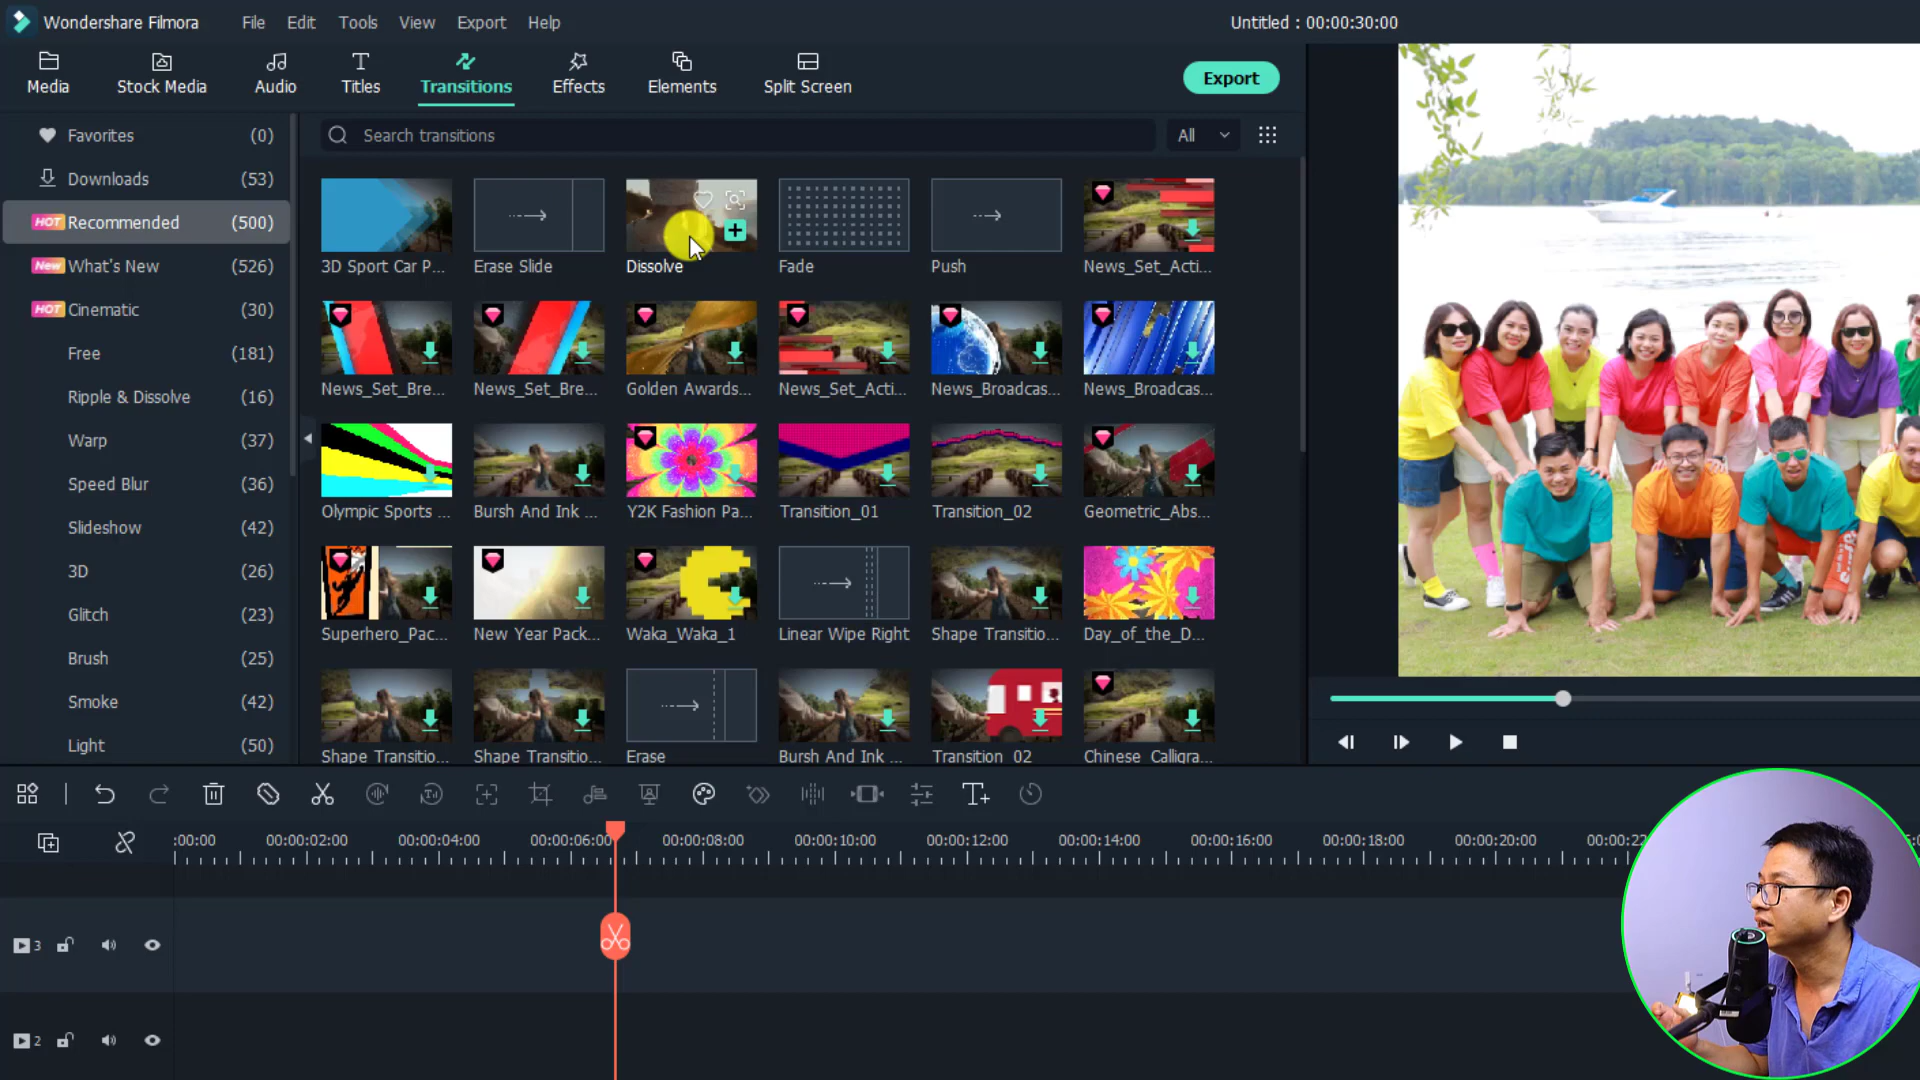 Wondershare Filmora File Edit Tools View Export Help Untitled : 00:00:30:00
Media Stock Media Audio Titles Transitions Effects Elements Split Screen Export
Favorites (0)
Downloads (53)
HOT Recommended (500)
New What's New (526)
HOT Cinematic (30)
Free (181)
Ripple & Dissolve (16)
Warp (37)
Speed Blur (36)
Slideshow (42)
3D (26)
Glitch (23)
Brush (25)
Smoke (42)
Light (50)
Search transitions All
3D Sport Car P... Erase Slide Dissolve Fade Push News_Set_Acti...
News_Set_Bre... News_Set_Bre... Golden Awards... News_Set_Acti... News_Broadcas... News_Broadcas...
Olympic Sports ... Bursh And Ink ... Y2K Fashion Pa... Transition_01 Transition_02 Geometric_Abs...
Superhero_Pac... New Year Pack... Waka_Waka_1 Linear Wipe Right Shape Transitio... Day_of_the_D...
Shape Transitio... Shape Transitio... Erase Bursh And Ink ... Transition_02 Chinese_Calligra...
:00:00 00:00:02:00 00:00:04:00 00:00:06:00 00:00:08:00 00:00:10:00 00:00:12:00 00:00:14:00 00:00:16:00 00:00:18:00 00:00:20:00 00:00:22
3
2